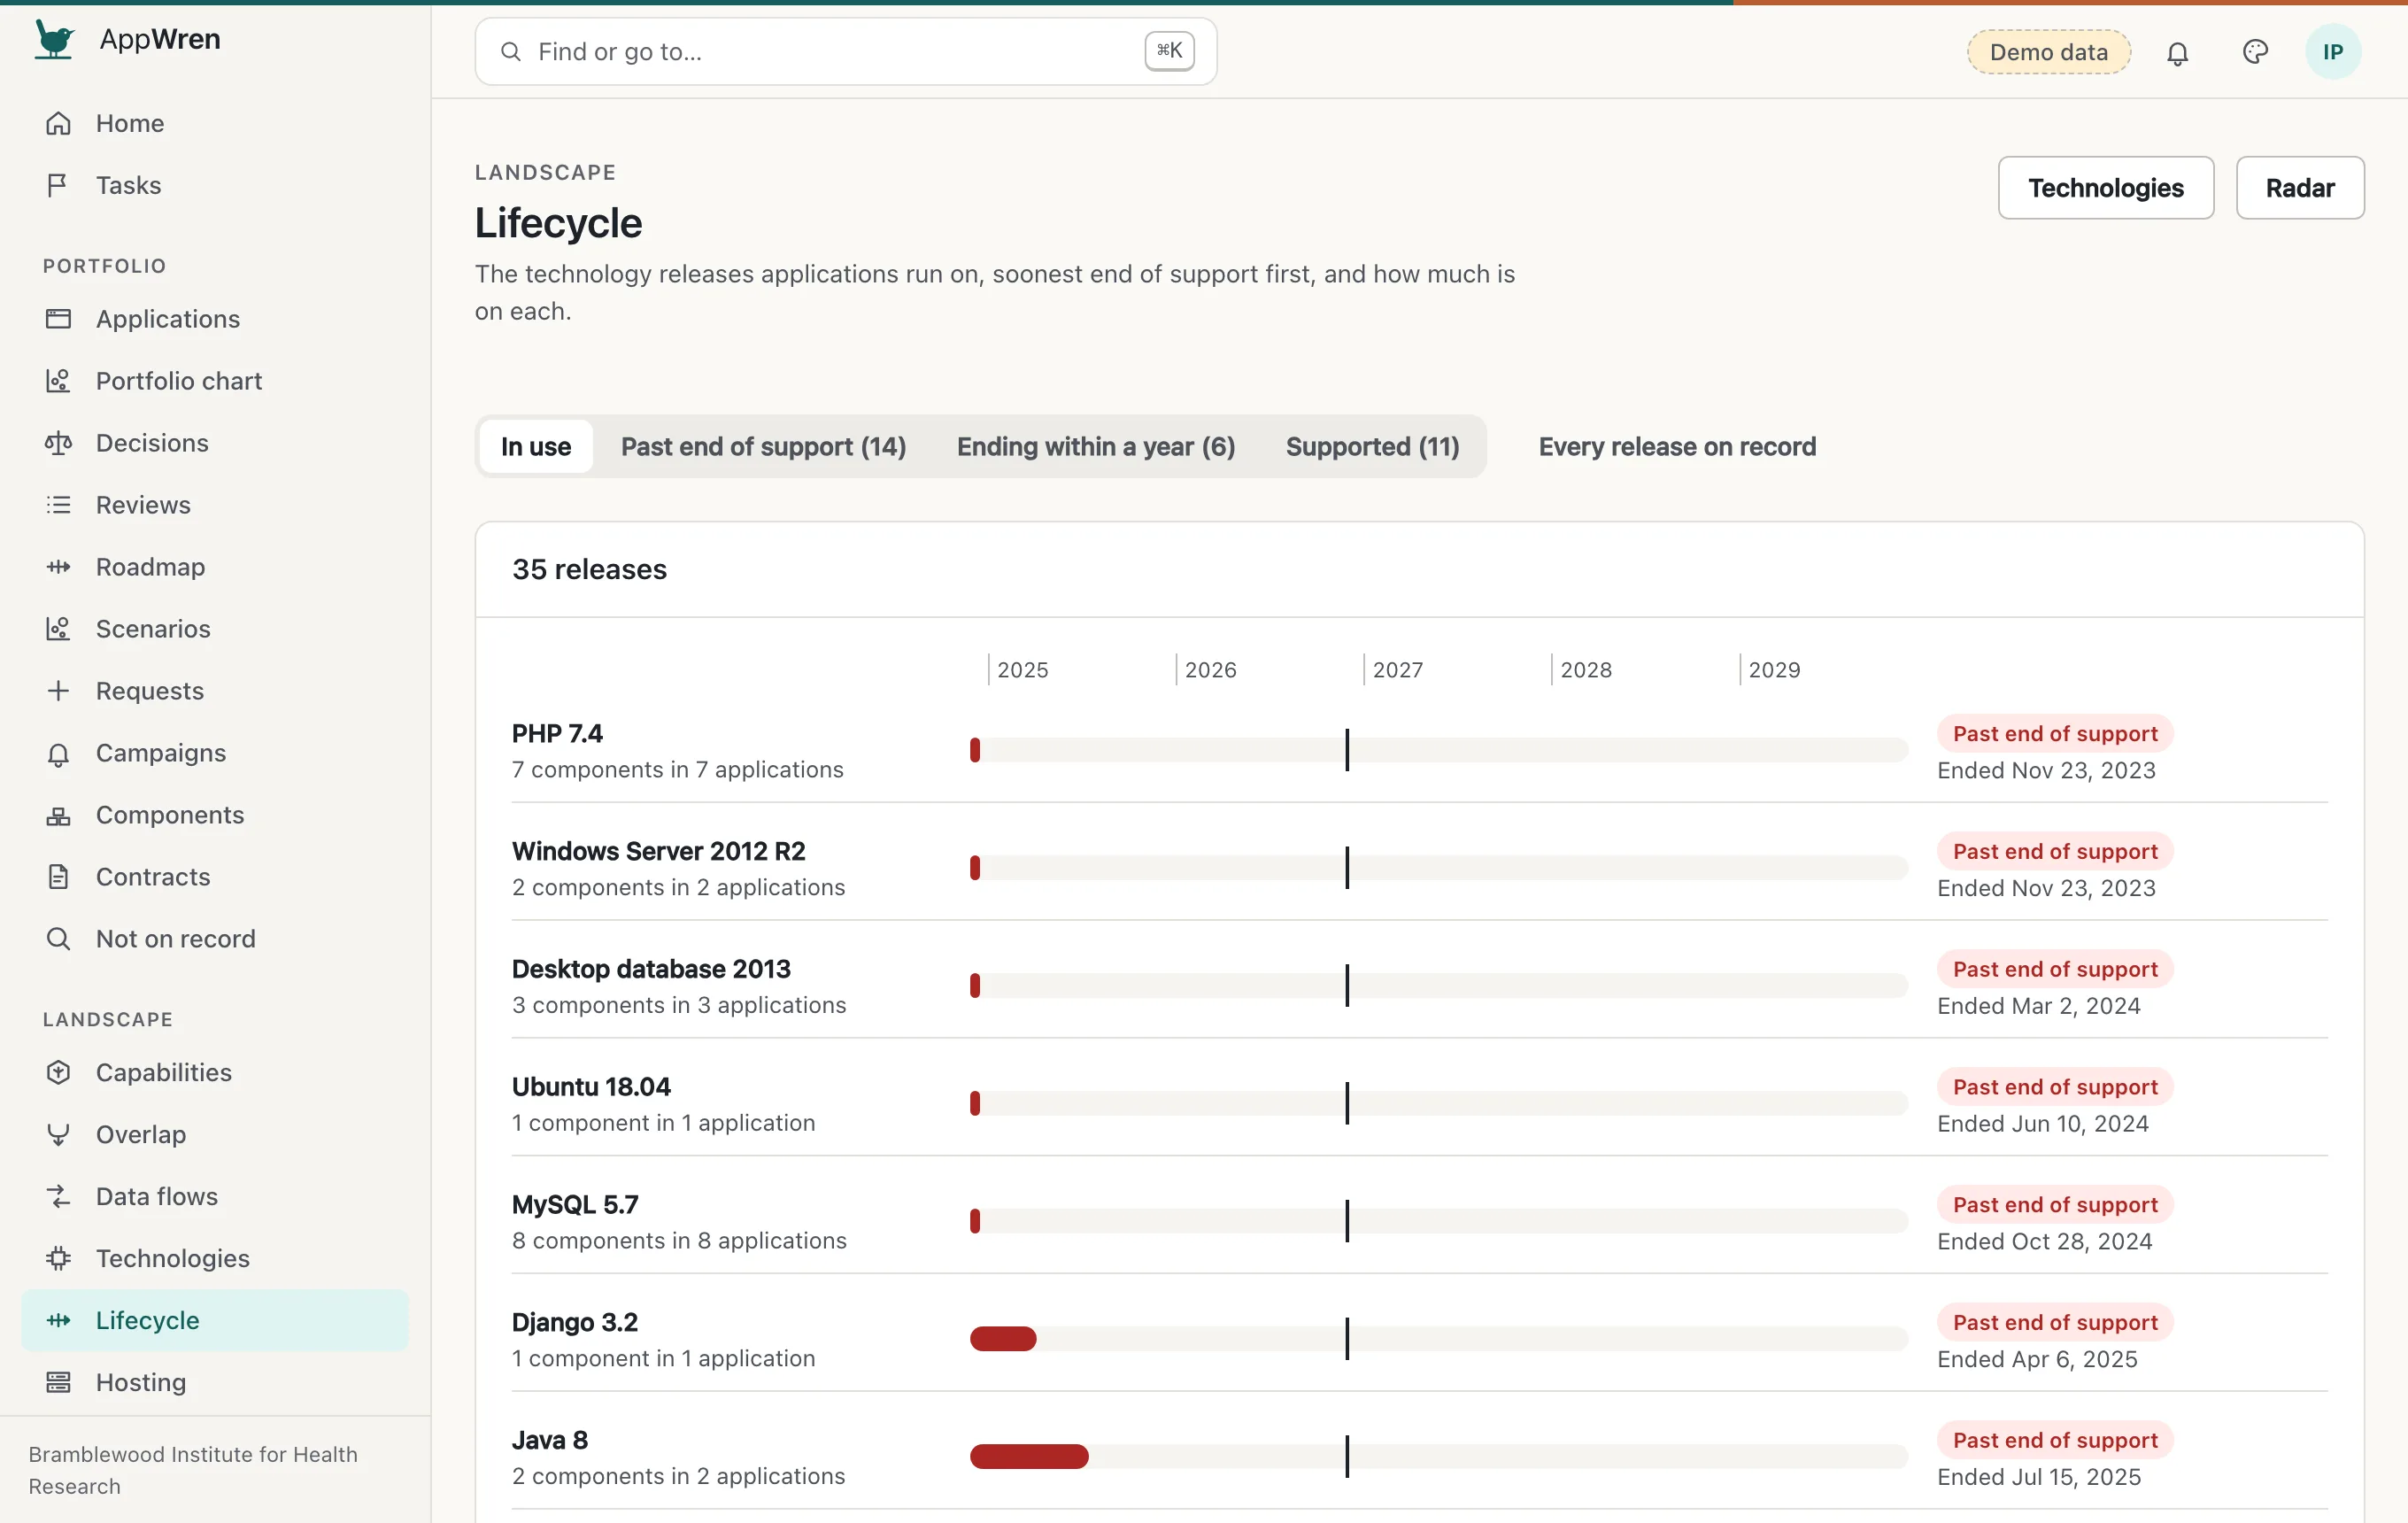 AppWren
Find or go to...
⌘K
Demo data
IP
Home
Tasks
PORTFOLIO
Applications
Portfolio chart
Decisions
Reviews
Roadmap
Scenarios
Requests
Campaigns
Components
Contracts
Not on record
LANDSCAPE
Capabilities
Overlap
Data flows
Technologies
Lifecycle
Hosting
Bramblewood Institute for Health
Research
LANDSCAPE
Lifecycle
The technology releases applications run on, soonest end of support first, and how much is
on each.
Technologies
Radar
In use
Past end of support (14)
Ending within a year (6)
Supported (11)
Every release on record
35 releases
2025
2026
2027
2028
2029
PHP 7.4
7 components in 7 applications
Past end of support
Ended Nov 23, 2023
Windows Server 2012 R2
2 components in 2 applications
Past end of support
Ended Nov 23, 2023
Desktop database 2013
3 components in 3 applications
Past end of support
Ended Mar 2, 2024
Ubuntu 18.04
1 component in 1 application
Past end of support
Ended Jun 10, 2024
MySQL 5.7
8 components in 8 applications
Past end of support
Ended Oct 28, 2024
Django 3.2
1 component in 1 application
Past end of support
Ended Apr 6, 2025
Java 8
2 components in 2 applications
Past end of support
Ended Jul 15, 2025